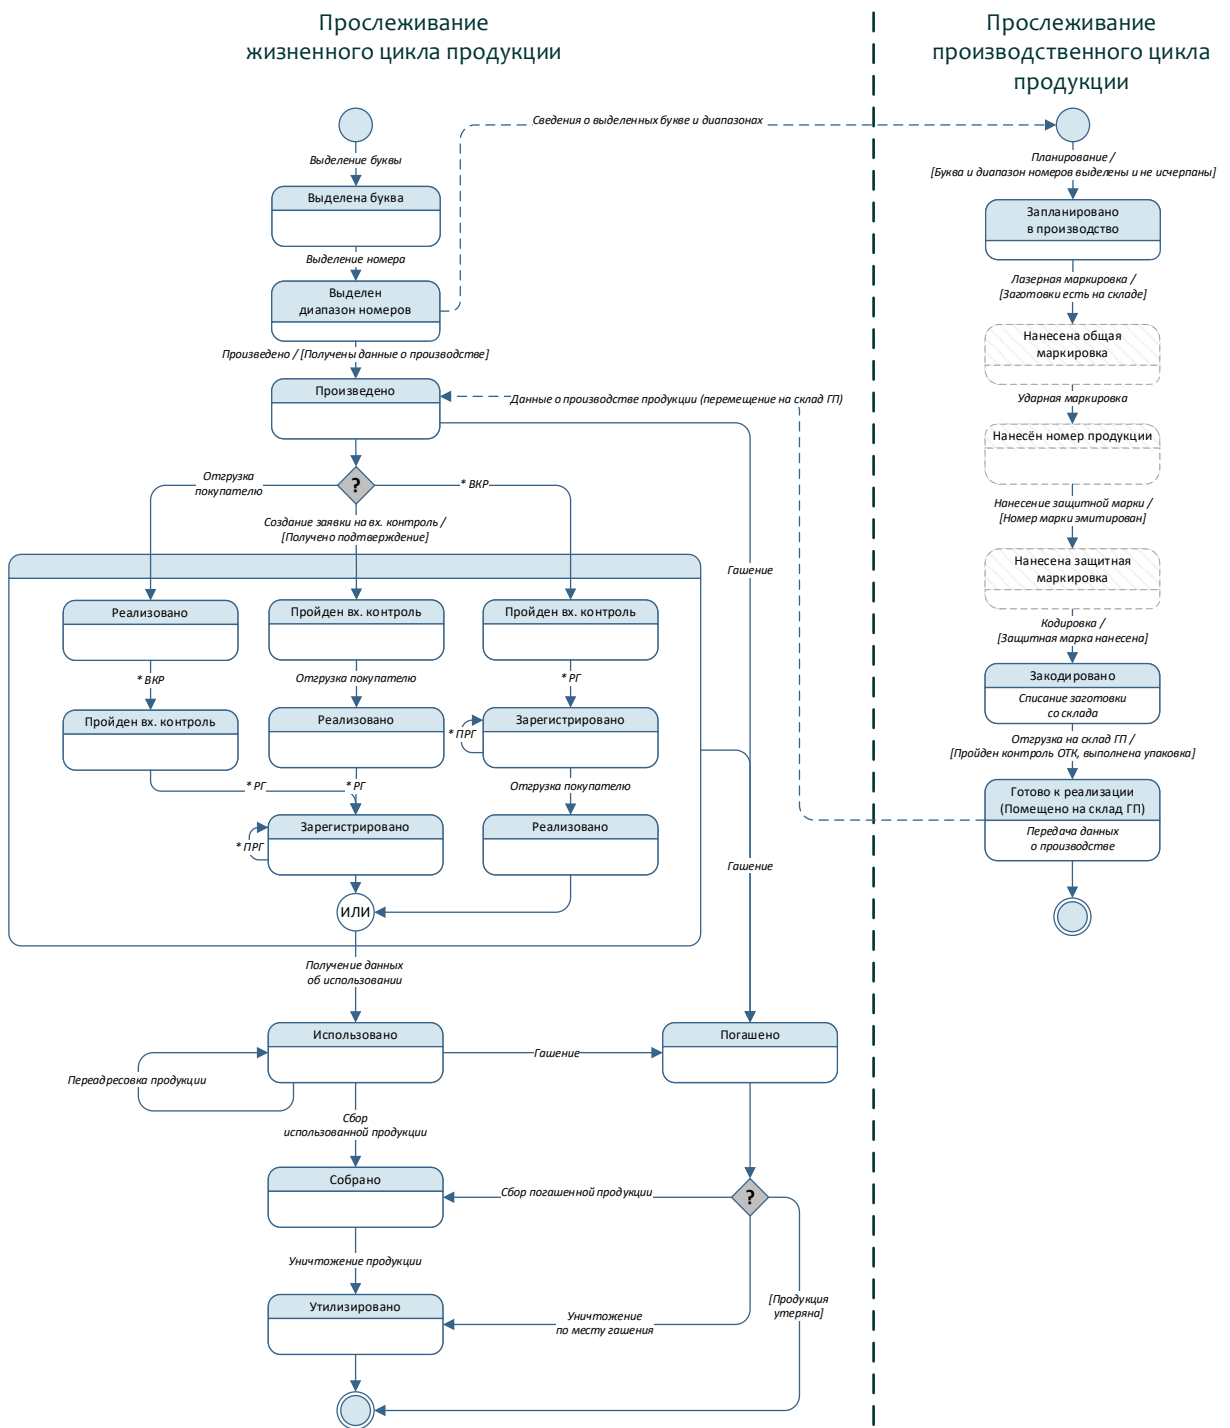 Прослеживание
жизненного цикла продукции
Прослеживание
производственного цикла
продукции
Сведения о выделенных букве и диапазонах
Выделение буквы
Выделена буква
Выделение номера
Выделен
диапазон номеров
Произведено / [Получены данные о производстве]
Произведено
Данные о производстве продукции (перемещение на склад ГП)
?
Отгрузка
покупателю
* ВКР
Создание заявки на вх. контроль /
[Получено подтверждение]
Гашение
Реализовано
Пройден вх. контроль
Пройден вх. контроль
* ВКР
Отгрузка покупателю
* РГ
Пройден вх. контроль
Реализовано
Зарегистрировано
* ПРГ
* РГ
* РГ
Отгрузка покупателю
Зарегистрировано
* ПРГ
Реализовано
Гашение
ИЛИ
Получение данных
об использовании
Использовано
Гашение
Погашено
Переадресовка продукции
Сбор
использованной продукции
Собрано
Сбор погашенной продукции
?
Уничтожение продукции
Утилизировано
Уничтожение
по месту гашения
[Продукция
утеряна]
Планирование /
[Буква и диапазон номеров выделены и не исчерпаны]
Запланировано
в производство
Лазерная маркировка /
[Заготовки есть на складе]
Нанесена общая
маркировка
Ударная маркировка
Нанесён номер продукции
Нанесение защитной марки /
[Номер марки эмитирован]
Нанесена защитная
маркировка
Кодировка /
[Защитная марка нанесена]
Закодировано
Списание заготовки
со склада
Отгрузка на склад ГП /
[Пройден контроль ОТК, выполнена упаковка]
Готово к реализации
(Помещено на склад ГП)
Передача данных
о производстве